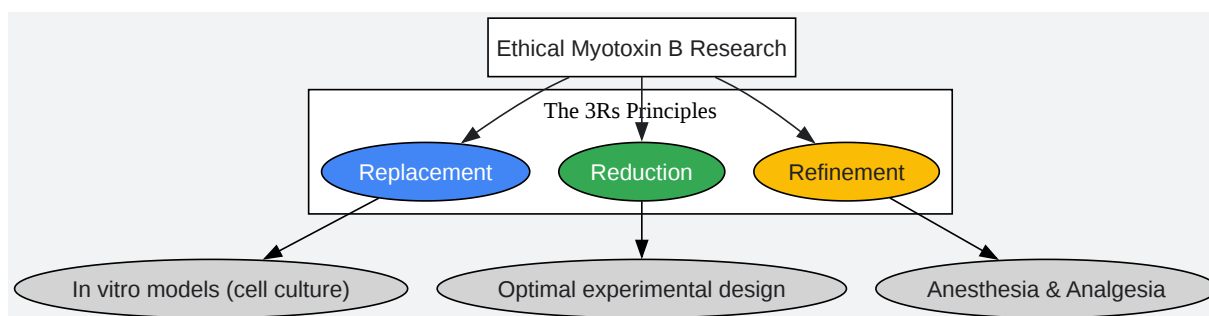 Ethical Myotoxin B Research
The 3Rs Principles
Replacement
Reduction
Refinement
In vitro models (cell culture)
Optimal experimental design
Anesthesia & Analgesia